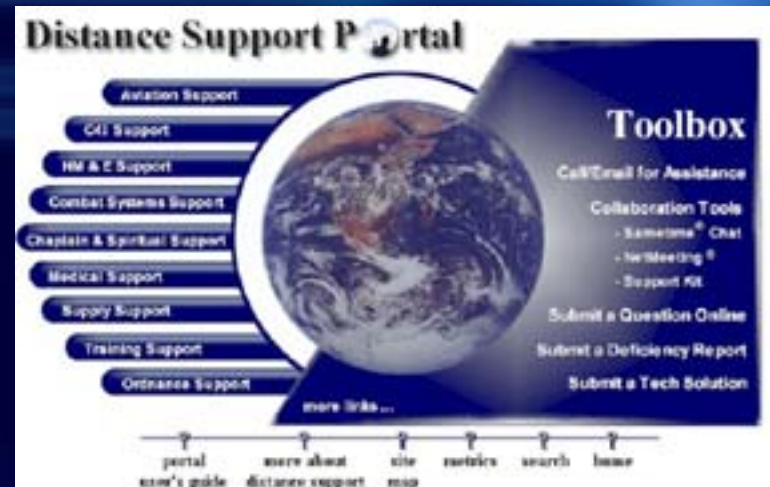 Distance Support Portal
Aviation Support
C4I Support
HM & E Support
Combat Systems Support
Chaplain & Spiritual Support
Medical Support
Supply Support
Training Support
Ordnance Support
more links...
Toolbox
Call/Email for Assistance
Collaboration Tools
- Sametime® Chat
- NetMeeting®
- Support Kit
Submit a Question Online
Submit a Deficiency Report
Submit a Tech Solution
portal
user's guide
more about
distance support
site
map
metrics
search
home